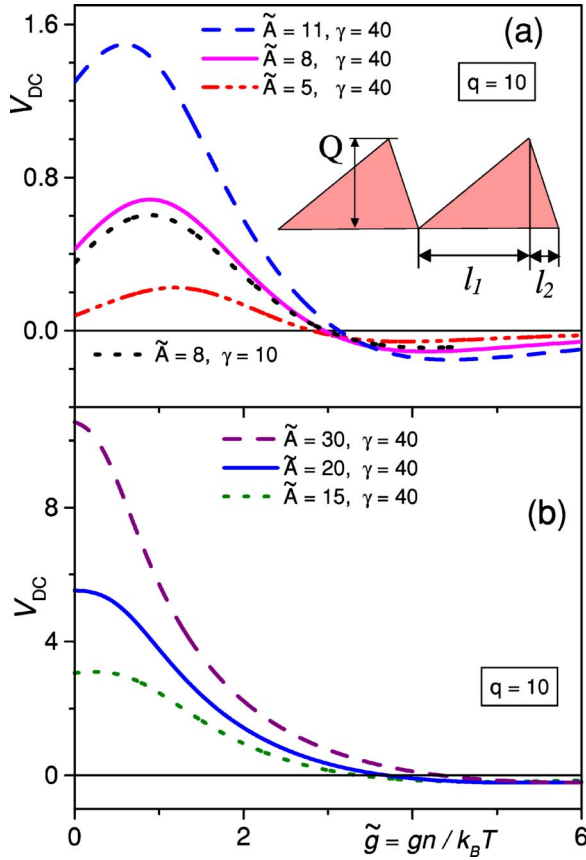 (a)
Ã = 11, γ = 40
Ã = 8, γ = 40
Ã = 5, γ = 40
q = 10
1.6
0.8
0.0
V_DC
Q
l_1
l_2
Ã = 8, γ = 10
(b)
Ã = 30, γ = 40
Ã = 20, γ = 40
Ã = 15, γ = 40
q = 10
8
4
0
V_DC
0
2
4
6
g̃ = gn / k_BT